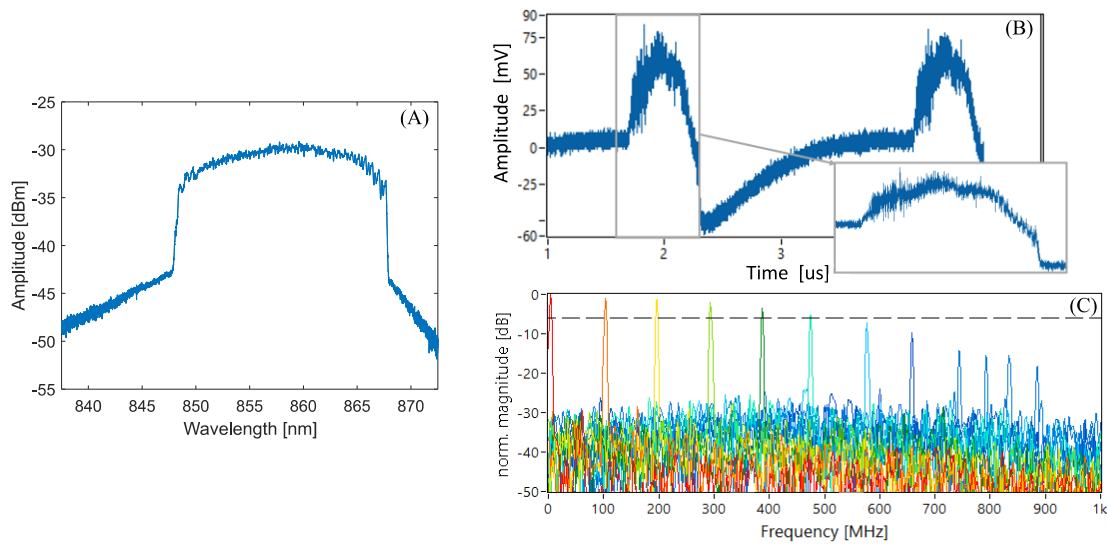 (A)
Amplitude [dBm]
-25
-30
-35
-40
-45
-50
-55
840 845 850 855 860 865 870
Wavelength [nm]
(B)
Amplitude [mV]
90
75
50
25
0
-25
-60
1 2 3
Time [us]
(C)
norm. magnitude [dB]
0
-10
-20
-30
-40
-50
0 100 200 300 400 500 600 700 800 900 1k
Frequency [MHz]